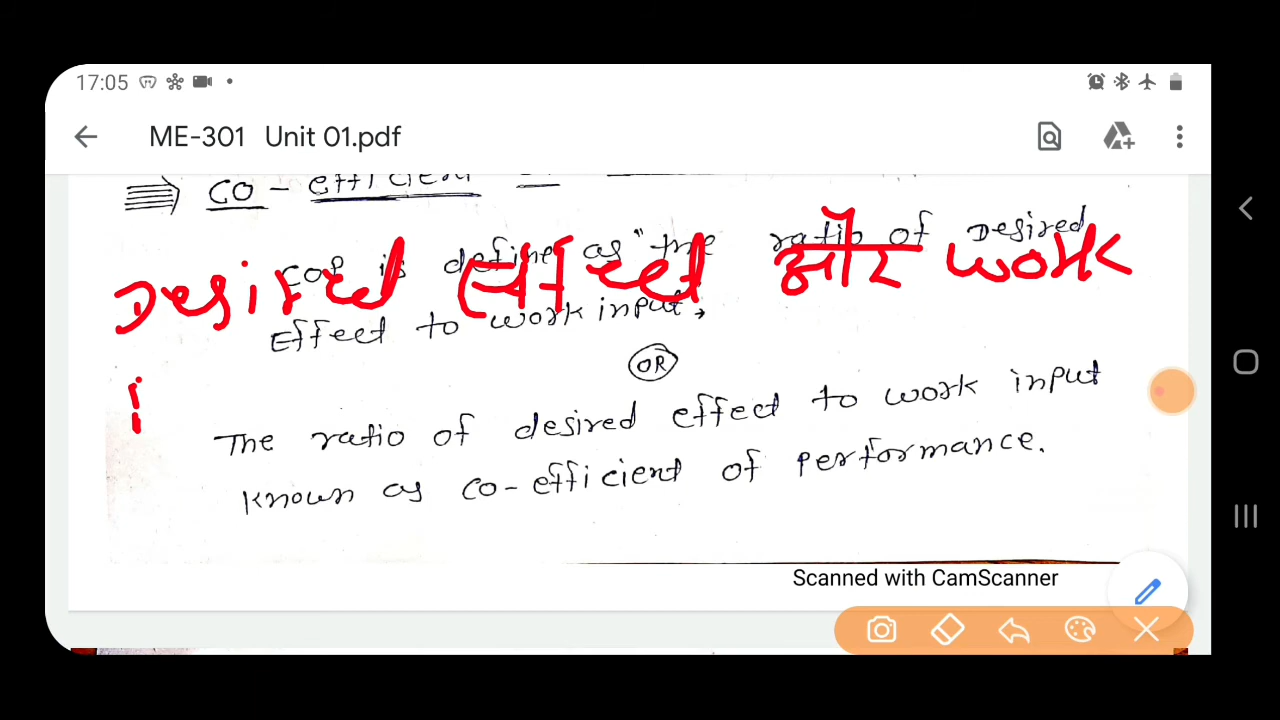 17:05
ME-301 Unit 01.pdf
⇒ CO-efficient
COP is define as "the ratio of Desired
Effect to work input,
Desired effect और work
i
OR
The ratio of desired effect to work input
known as co-efficient of performance.
Scanned with CamScanner